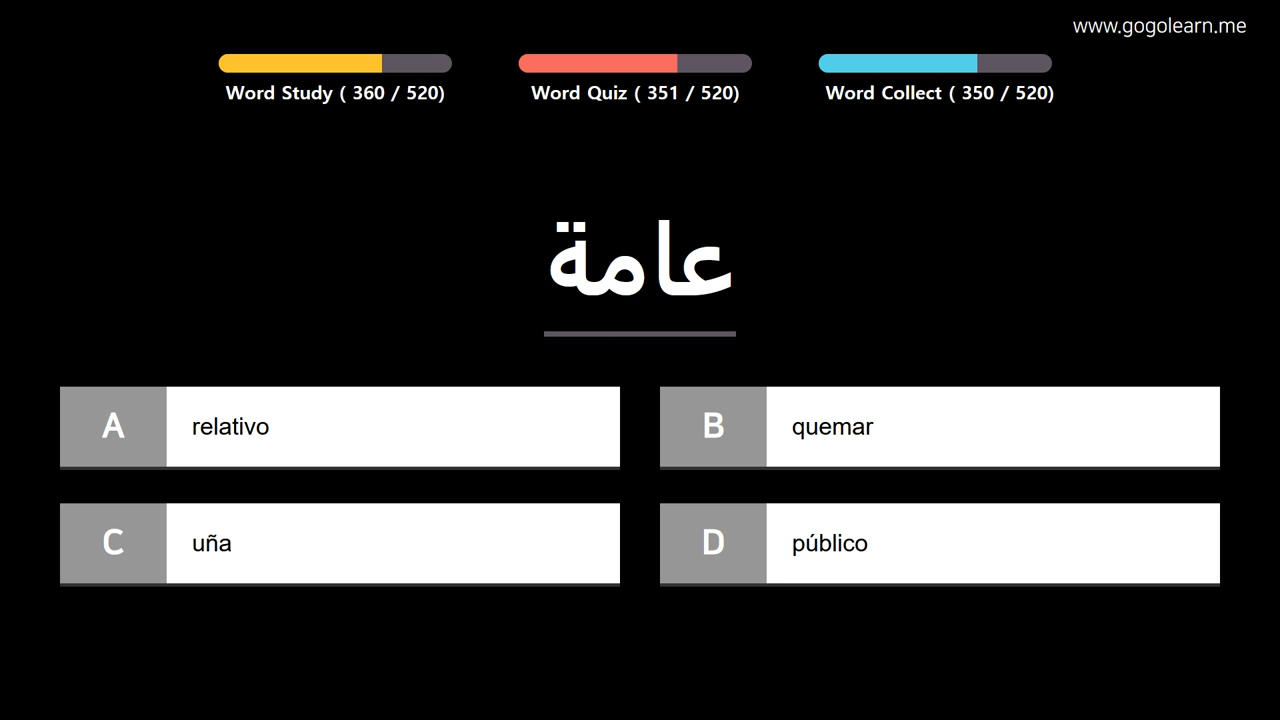 www.gogolearn.me
Word Study ( 360 / 520)
Word Quiz ( 351 / 520)
Word Collect ( 350 / 520)
عامة
A relativo
B quemar
C uña
D público